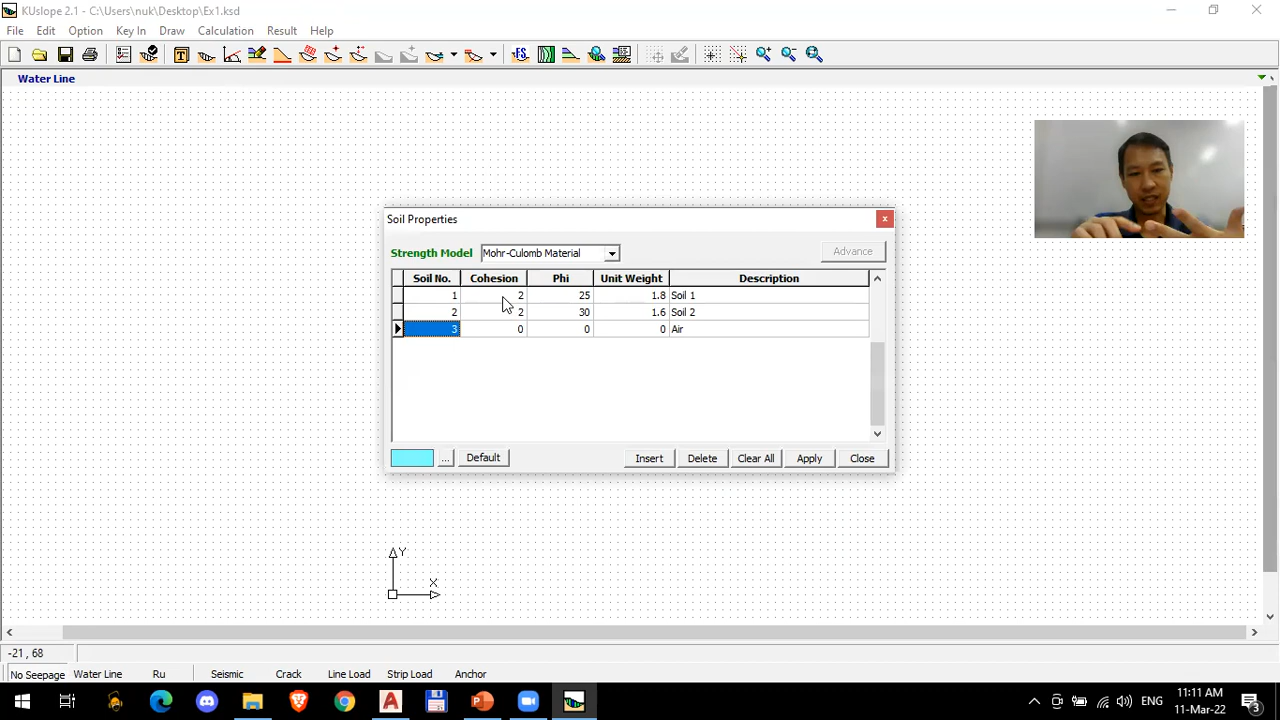 KUslope 2.1 - C:\Users\nuk\Desktop\Ex1.ksd
File Edit Option Key In Draw Calculation Result Help
T FS
Water Line
Soil Properties
Strength Model Mohr-Culomb Material Advance
Soil No. Cohesion Phi Unit Weight Description
1 2 25 1.8 Soil 1
2 2 30 1.6 Soil 2
3 0 0 0 Air
... Default Insert Delete Clear All Apply Close
Y
X
-21, 68
No Seepage Water Line Ru Seismic Crack Line Load Strip Load Anchor
A P ENG 11:11 AM
11-Mar-22 3